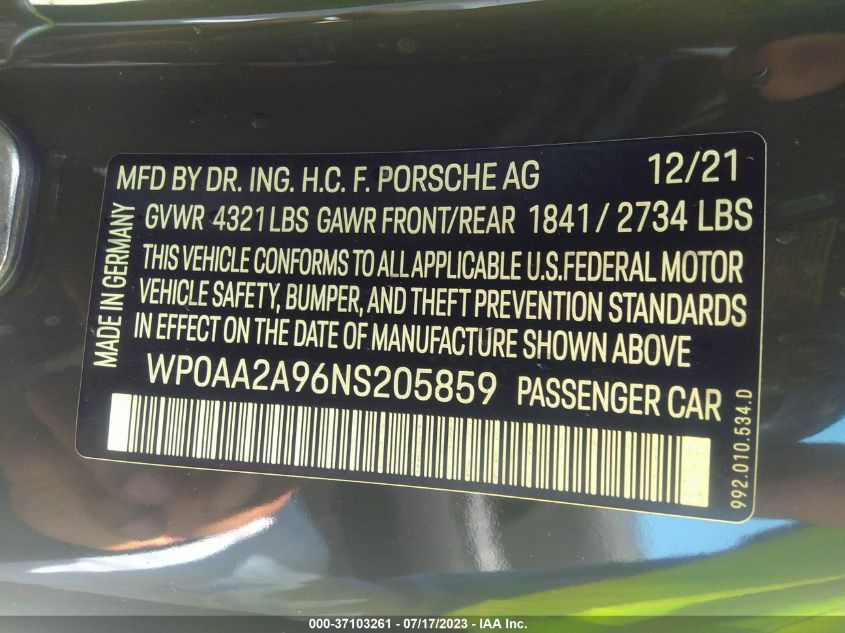 MFD BY DR. ING. H.C. F. PORSCHE AG 12/21
GVWR 4321 LBS GAWR FRONT/REAR 1841 / 2734 LBS
THIS VEHICLE CONFORMS TO ALL APPLICABLE U.S. FEDERAL MOTOR
VEHICLE SAFETY, BUMPER, AND THEFT PREVENTION STANDARDS
IN EFFECT ON THE DATE OF MANUFACTURE SHOWN ABOVE
MADE IN GERMANY
WP0AA2A96NS205859 PASSENGER CAR
992.010.534.D
000-37103261 - 07/17/2023 - IAA Inc.